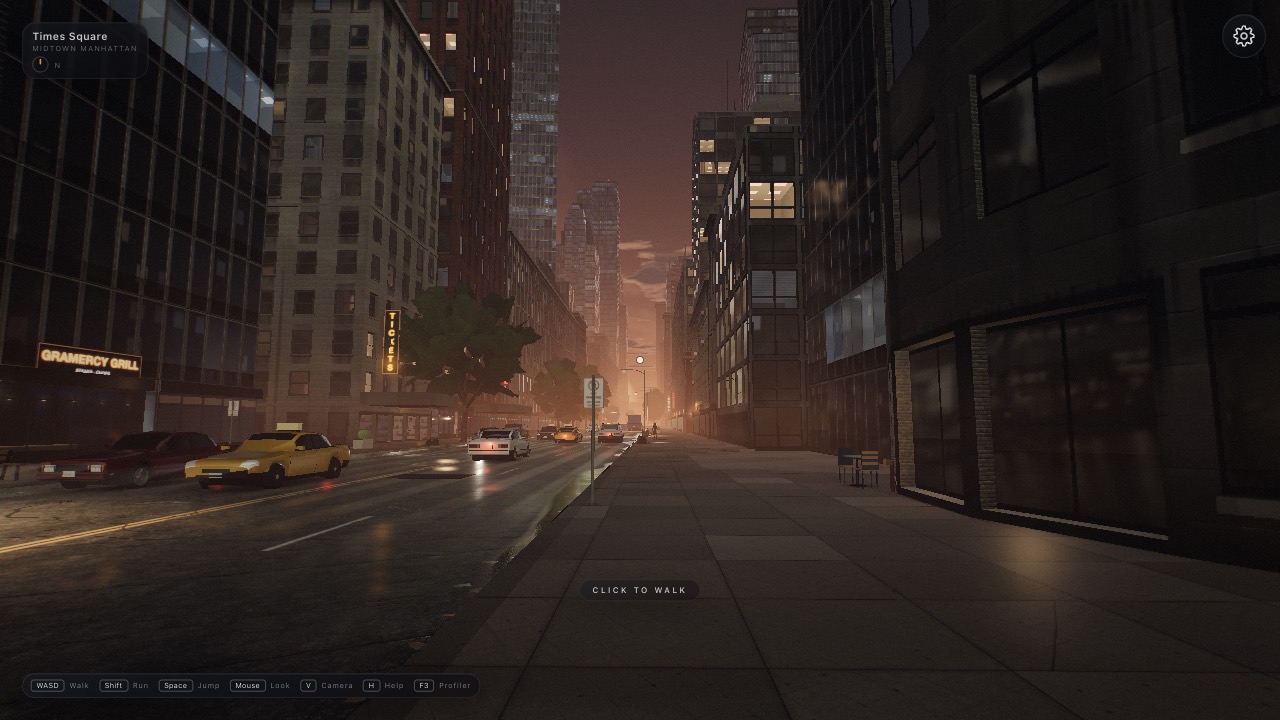 Times Square
MIDTOWN MANHATTAN
N
TICKETS
GRAMERCY GRILL
CLICK TO WALK
WASD Walk Shift Run Space Jump Mouse Look V Camera H Help F3 Profiler